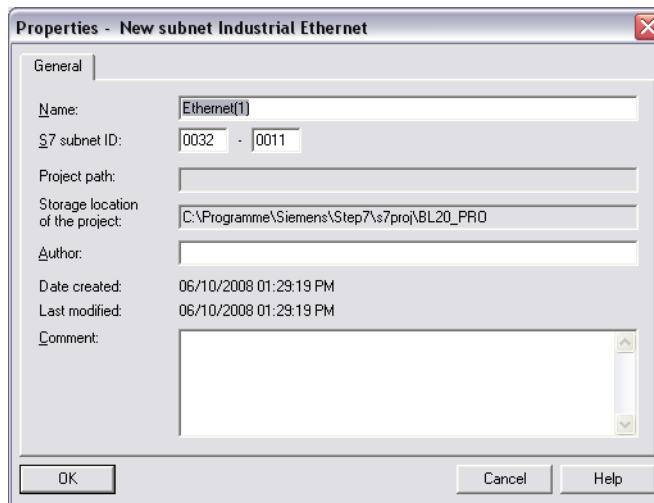 Properties - New subnet Industrial Ethernet
General
Name: Ethernet(1)
S7 subnet ID: 0032 - 0011
Project path:
Storage location
of the project: C:\Programme\Siemens\Step7\s7proj\BL20_PRO
Author:
Date created: 06/10/2008 01:29:19 PM
Last modified: 06/10/2008 01:29:19 PM
Comment:
OK Cancel Help